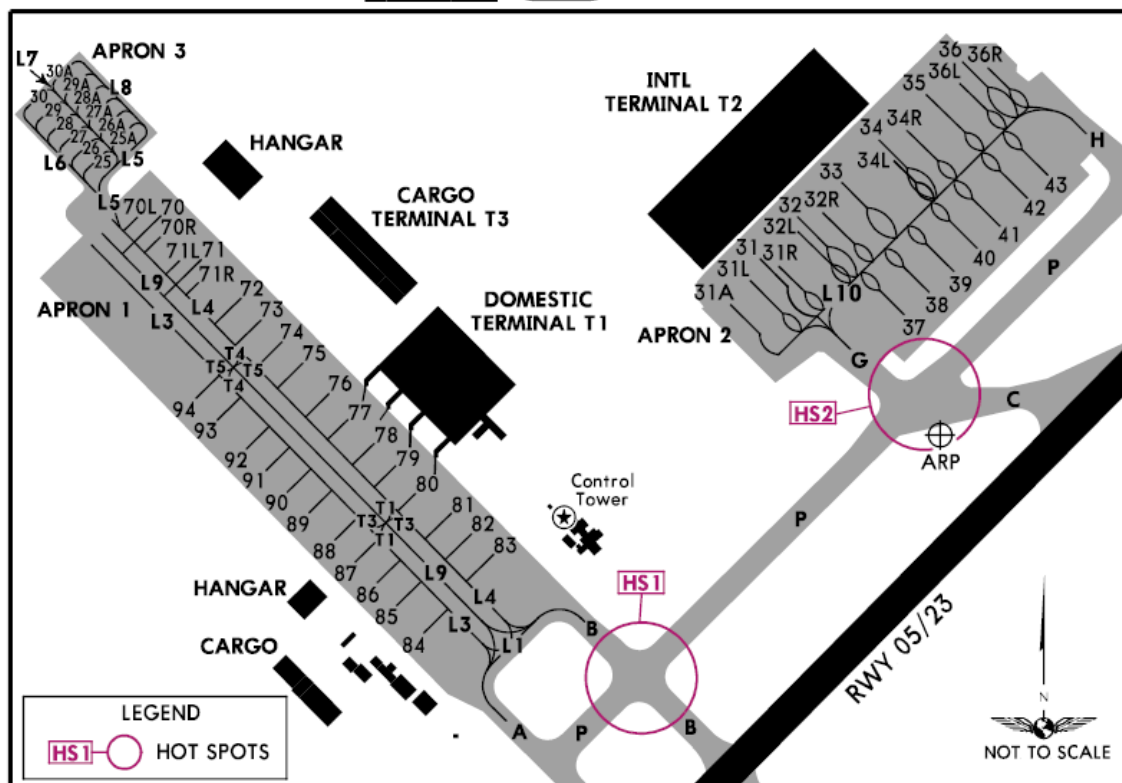 APRON 3
L7
30A
29A
L8
30
28A
29
27A
28
26A
27
25A
26
L6
25
L5
L5
HANGAR
CARGO
TERMINAL T3
INTL
TERMINAL T2
36
36R
36L
35
34R
34
34L
33
32R
32
32L
31R
31
31L
31A
H
43
42
41
40
39
38
37
L10
P
APRON 2
G
C
HS2
ARP
70L
70
70R
71L
71
71R
72
73
74
75
76
77
78
79
80
81
82
83
L9
L4
L3
APRON 1
DOMESTIC
TERMINAL T1
T4
T5
T5
T4
94
93
92
91
90
89
88
87
86
85
84
T1
T3
T3
T1
L9
L4
L3
L1
Control
Tower
P
HS1
B
RWY 05/23
HANGAR
CARGO
A
P
B
LEGEND
HS1
HOT SPOTS
N
NOT TO SCALE